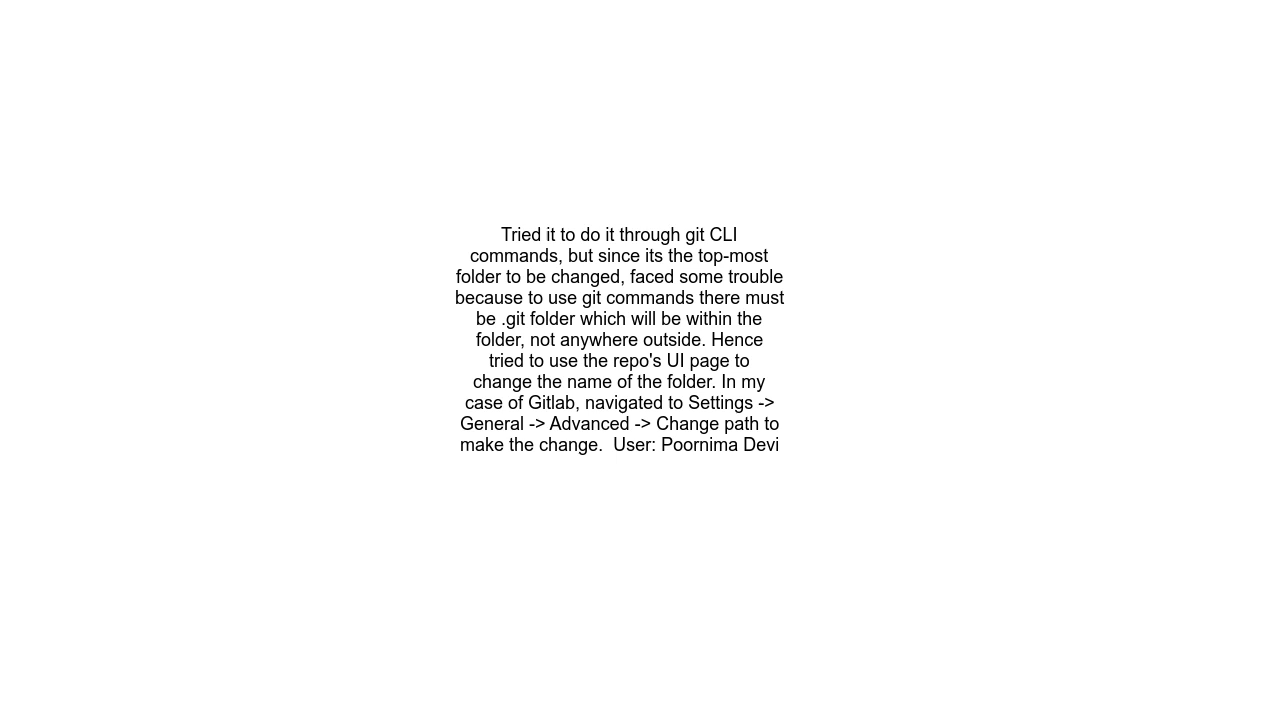 Tried it to do it through git CLI
commands, but since its the top-most
folder to be changed, faced some trouble
because to use git commands there must
be .git folder which will be within the
folder, not anywhere outside. Hence
tried to use the repo's UI page to
change the name of the folder. In my
case of Gitlab, navigated to Settings ->
General -> Advanced -> Change path to
make the change.  User: Poornima Devi